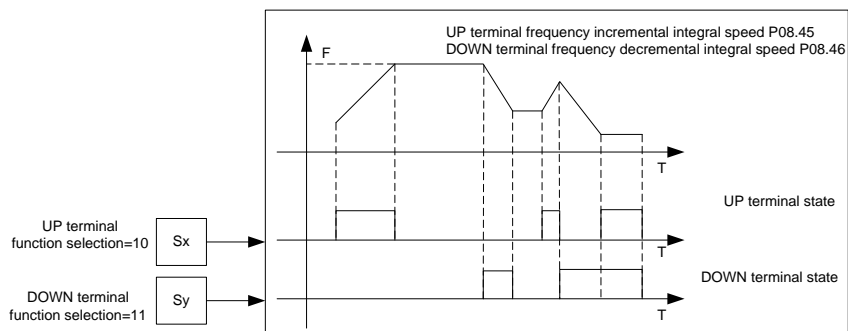 UP terminal frequency incremental integral speed P08.45
DOWN terminal frequency decremental integral speed P08.46
F
T
UP terminal state
UP terminal
function selection=10
Sx
T
DOWN terminal state
DOWN terminal
function selection=11
Sy
T